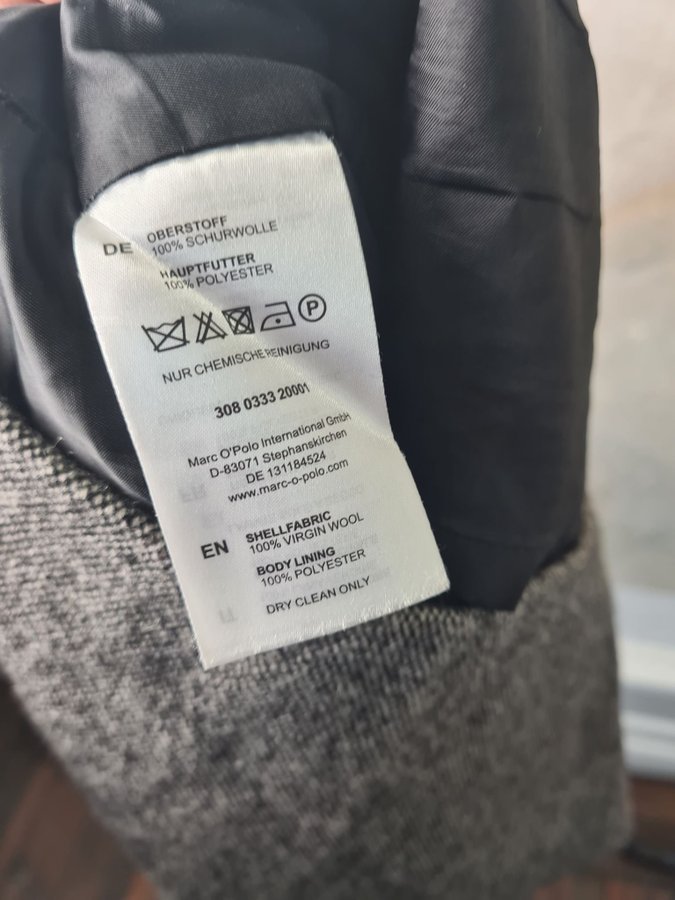 DE
OBERSTOFF
100% SCHURWOLLE
HAUPTFUTTER
100% POLYESTER
P
NUR CHEMISCHE REINIGUNG
308 0333 20001
Marc O'Polo International GmbH
D-83071 Stephanskirchen
DE 131184524
www.marc-o-polo.com
EN
SHELLFABRIC
100% VIRGIN WOOL
BODY LINING
100% POLYESTER
DRY CLEAN ONLY